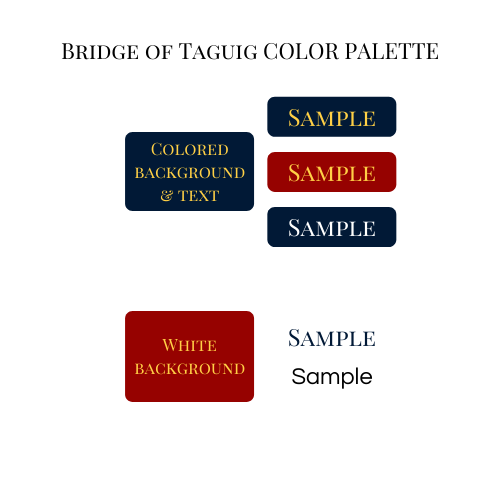 Bridge of Taguig COLOR PALETTE
Sample
Colored
background
& text
Sample
Sample
White
background
Sample
Sample